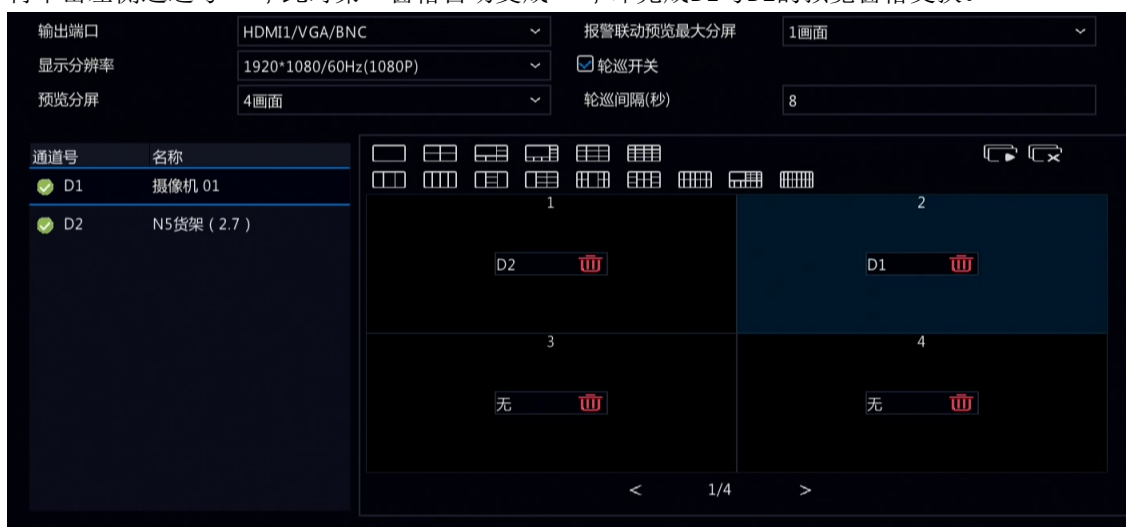 输出端口 HDMI1/VGA/BNC 报警联动预览最大分屏 1画面
显示分辨率 1920*1080/60Hz(1080P) 轮巡开关
预览分屏 4画面 轮巡间隔(秒) 8
通道号 名称
D1 摄像机 01
D2 N5货架（2.7）
1 2
D2 D1
3 4
无 无
< 1/4 >